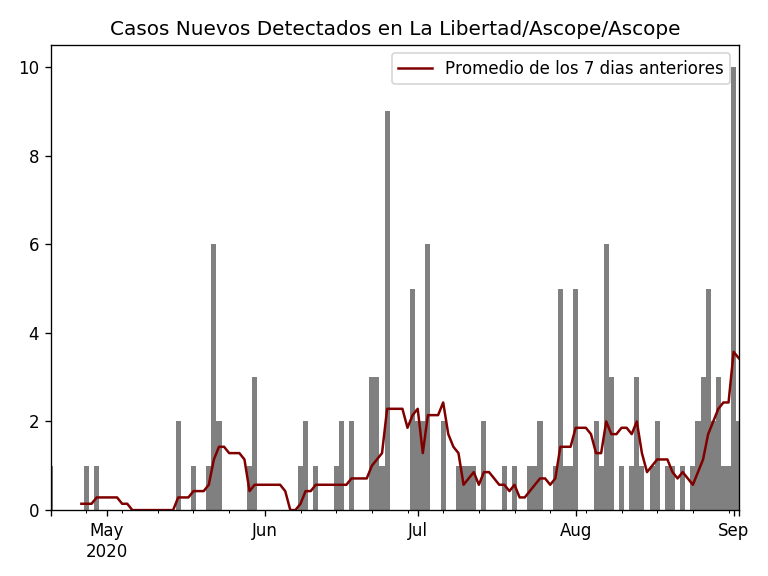 Casos Nuevos Detectados en La Libertad/Ascope/Ascope
Promedio de los 7 dias anteriores
10
8
6
4
2
0
May Jun Jul Aug Sep
2020